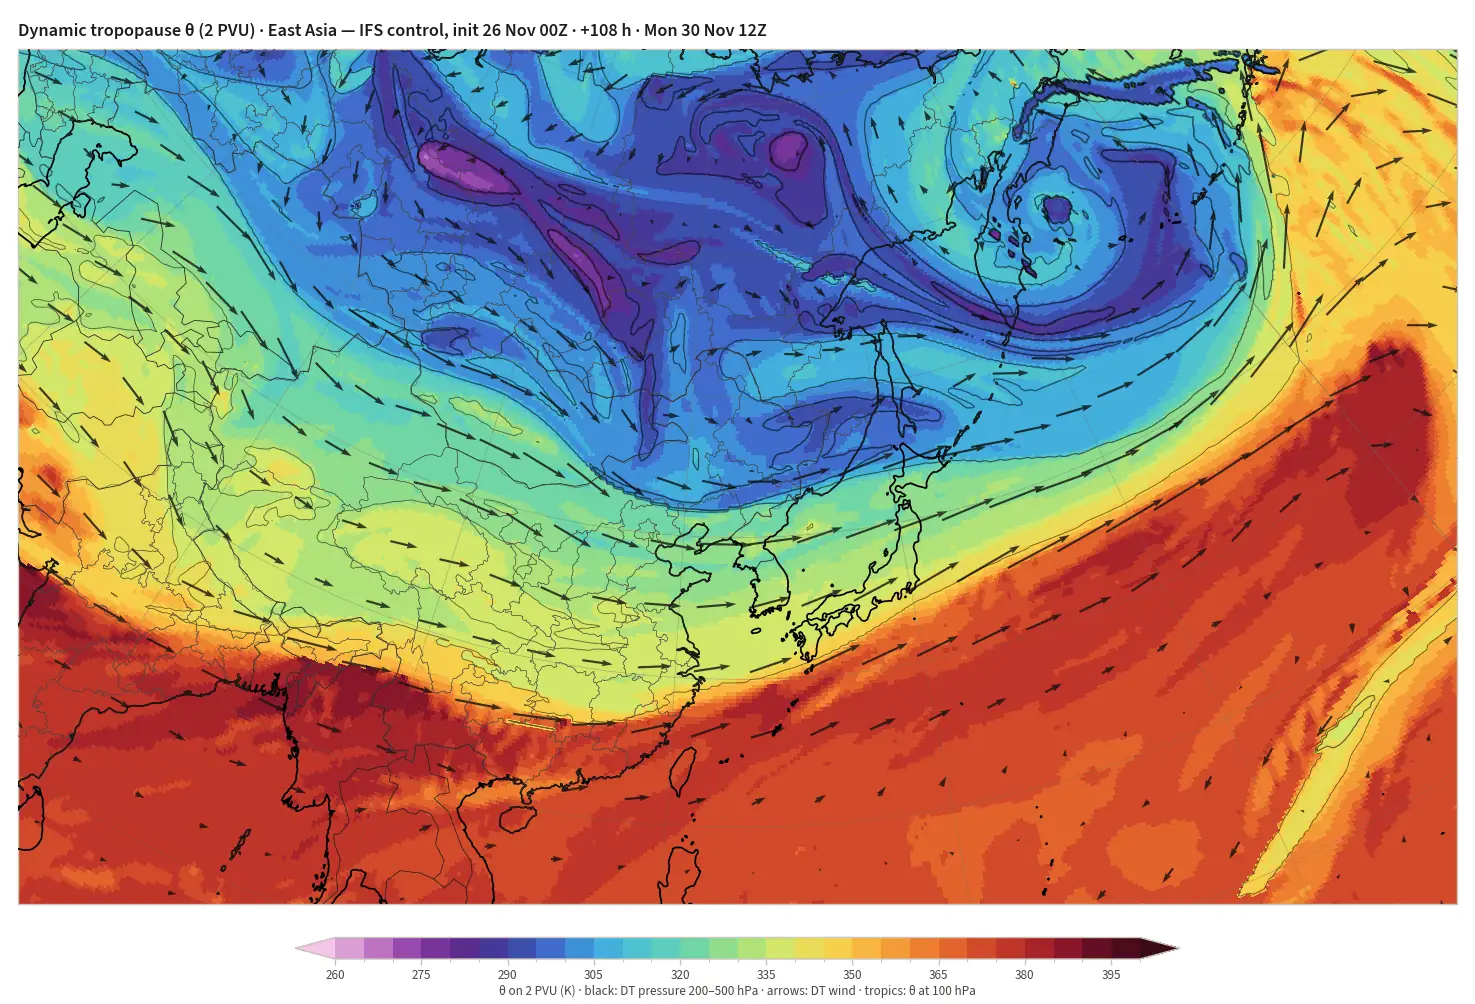 Dynamic tropopause θ (2 PVU) · East Asia — IFS control, init 26 Nov 00Z · +108 h · Mon 30 Nov 12Z
260 275 290 305 320 335 350 365 380 395
θ on 2 PVU (K) · black: DT pressure 200–500 hPa · arrows: DT wind · tropics: θ at 100 hPa